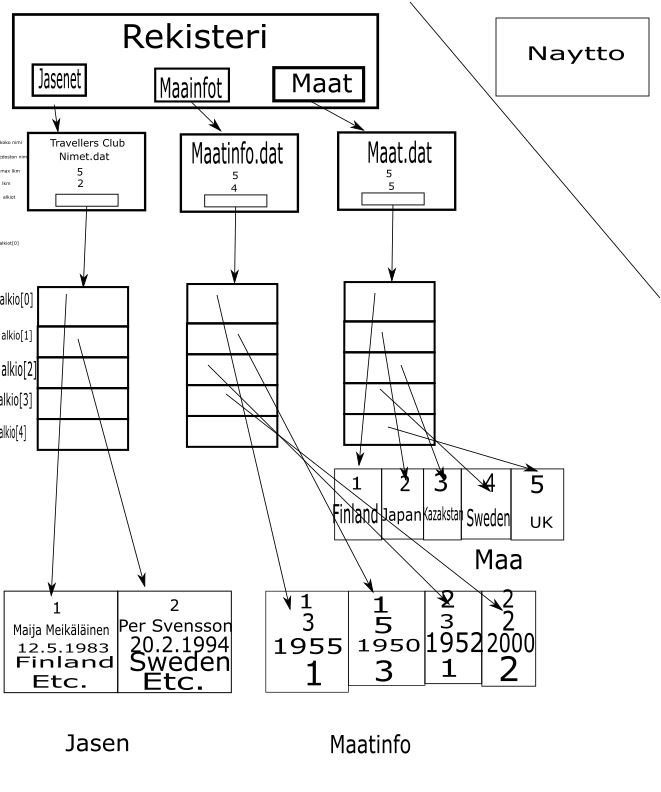 Rekisteri
Naytto
Jasenet
Maainfot
Maat
koko nimi
Travellers Club
Nimet.dat
max lkm
5
lkm
2
alkiot
Maatinfo.dat
5
4
Maat.dat
5
5
alkiot[0]
alkio[0]
alkio[1]
alkio[2]
alkio[3]
alkio[4]
1
Finland
2
Japan
3
Kazakstan
4
Sweden
5
UK
Maa
1
Maija Meikäläinen
12.5.1983
Finland
Etc.
2
Per Svensson
20.2.1994
Sweden
Etc.
1
3
1955
1
1
5
1950
3
2
3
1952
1
2
2
2000
2
Jasen
Maatinfo